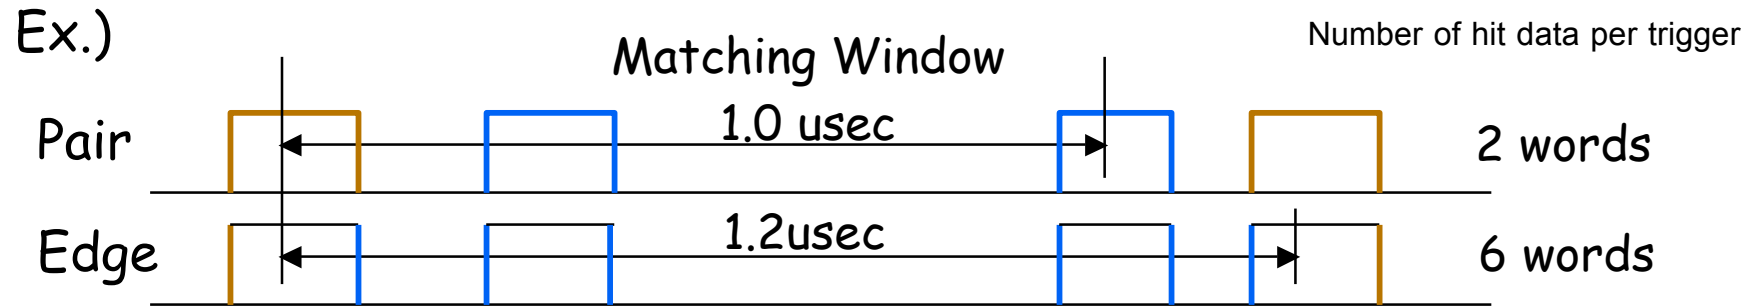 Ex.)
Number of hit data per trigger
Matching Window
Pair
1.0 usec
2 words
Edge
1.2usec
6 words